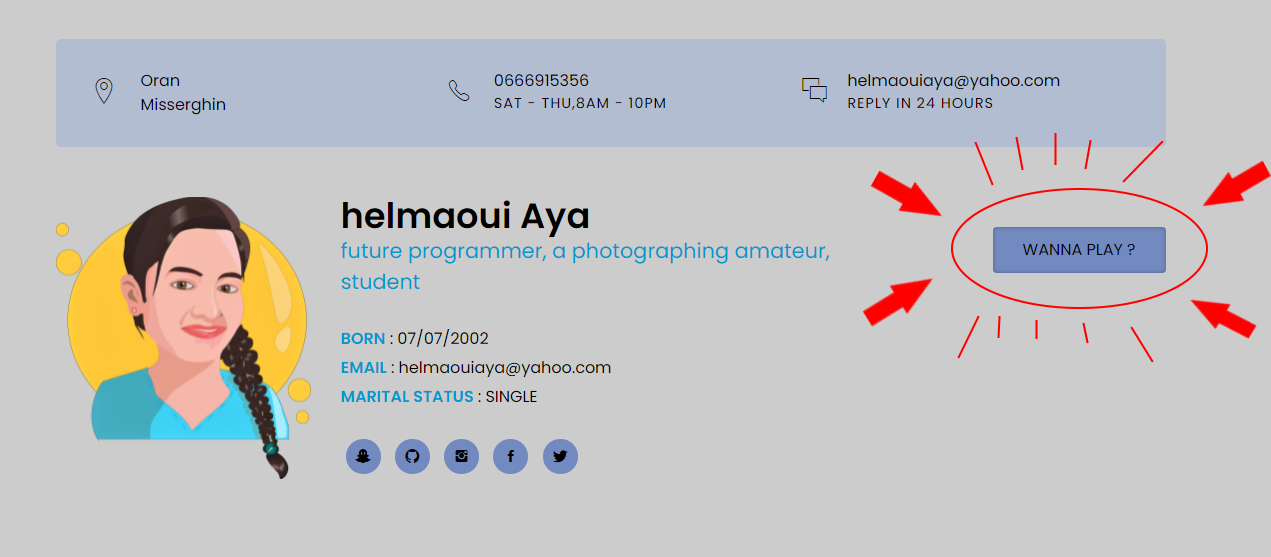 Oran
Misserghin
0666915356
SAT - THU,8AM - 10PM
helmaouiaya@yahoo.com
REPLY IN 24 HOURS
helmaoui Aya
future programmer, a photographing amateur,
student
WANNA PLAY ?
BORN : 07/07/2002
EMAIL : helmaouiaya@yahoo.com
MARITAL STATUS : SINGLE